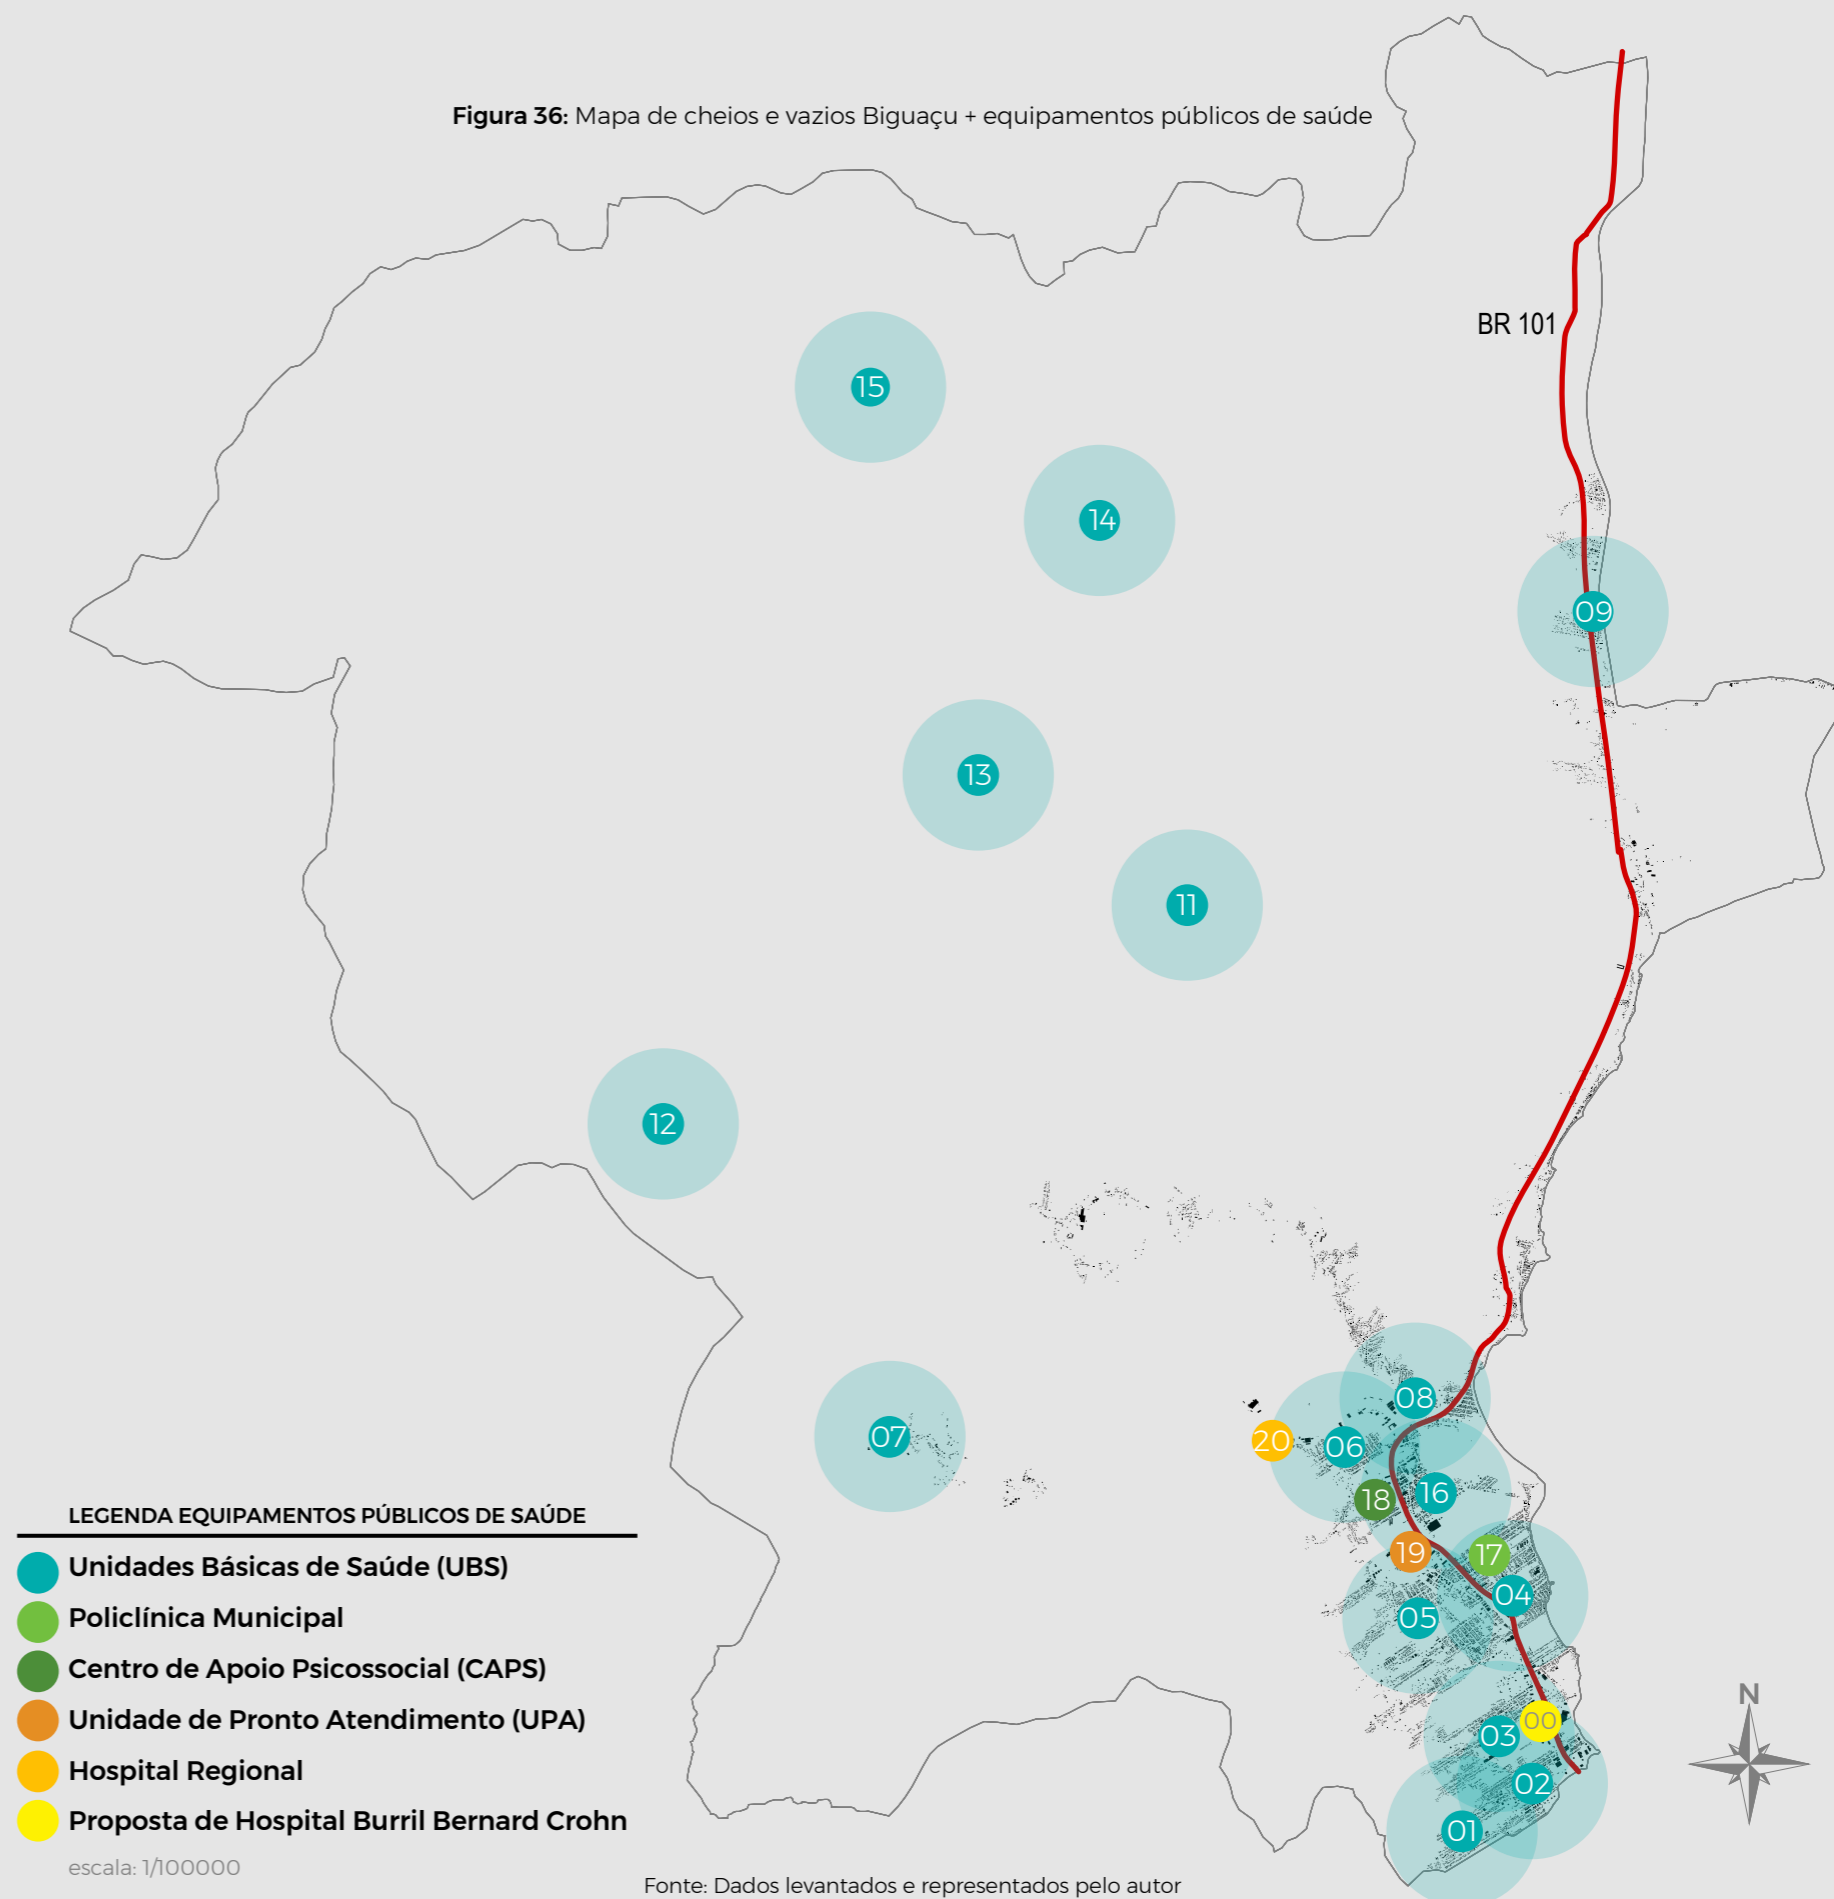 Figura 36: Mapa de cheios e vazios Biguaçu + equipamentos públicos de saúde
BR 101
15
14
09
13
11
12
08
07
20
06
16
18
19
17
04
05
00
03
02
01
N
LEGENDA EQUIPAMENTOS PÚBLICOS DE SAÚDE
Unidades Básicas de Saúde (UBS)
Policlínica Municipal
Centro de Apoio Psicossocial (CAPS)
Unidade de Pronto Atendimento (UPA)
Hospital Regional
Proposta de Hospital Burril Bernard Crohn
escala: 1/100000
Fonte: Dados levantados e representados pelo autor